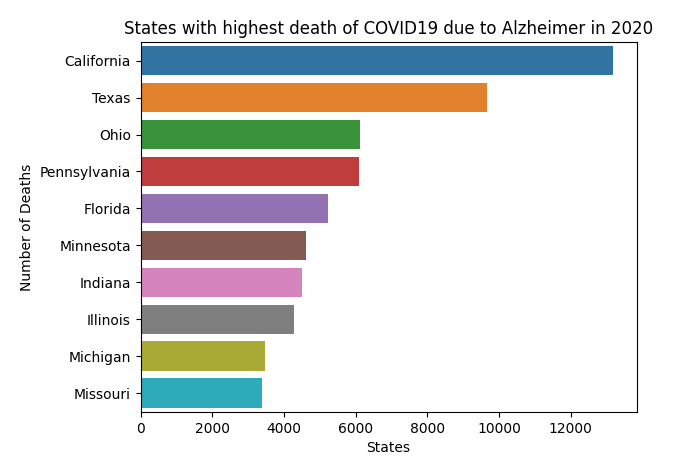 States with highest death of COVID19 due to Alzheimer in 2020
California
Texas
Ohio
Pennsylvania
Florida
Minnesota
Indiana
Illinois
Michigan
Missouri
Number of Deaths
0 2000 4000 6000 8000 10000 12000
States